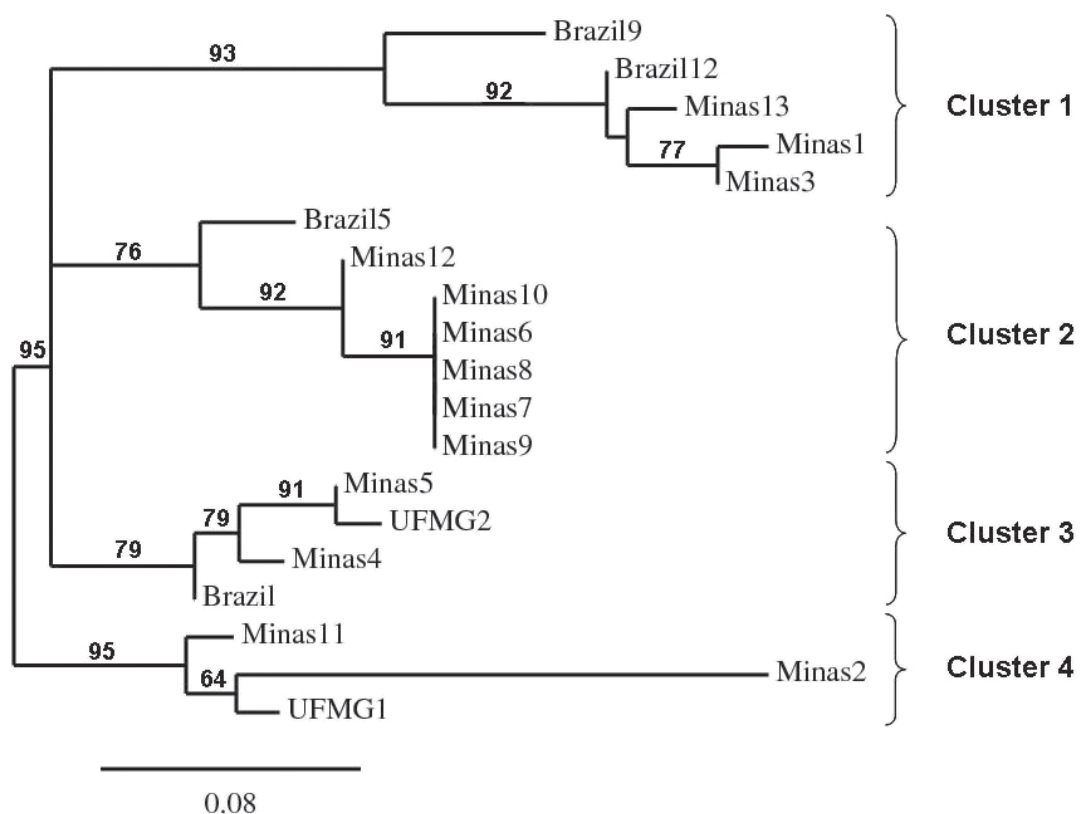 Brazil9
93
Brazil12
92
Minas13
Cluster 1
77
Minas1
Minas3
Brazil5
76
Minas12
92
Minas10
Minas6
91
Minas8
Minas7
Minas9
Cluster 2
95
Minas5
91
UFMG2
79
Minas4
79
Brazil
Cluster 3
Minas11
95
64
Minas2
UFMG1
Cluster 4
0.08